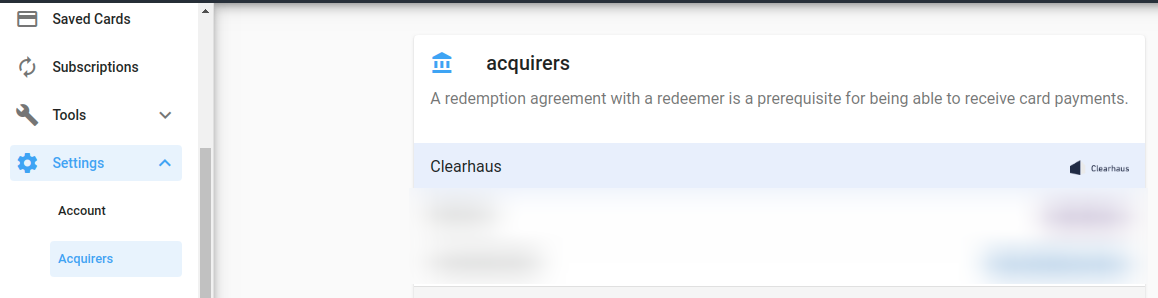 Saved Cards
Subscriptions
Tools
Settings
Account
Acquirers
acquirers
A redemption agreement with a redeemer is a prerequisite for being able to receive card payments.
Clearhaus
Clearhaus